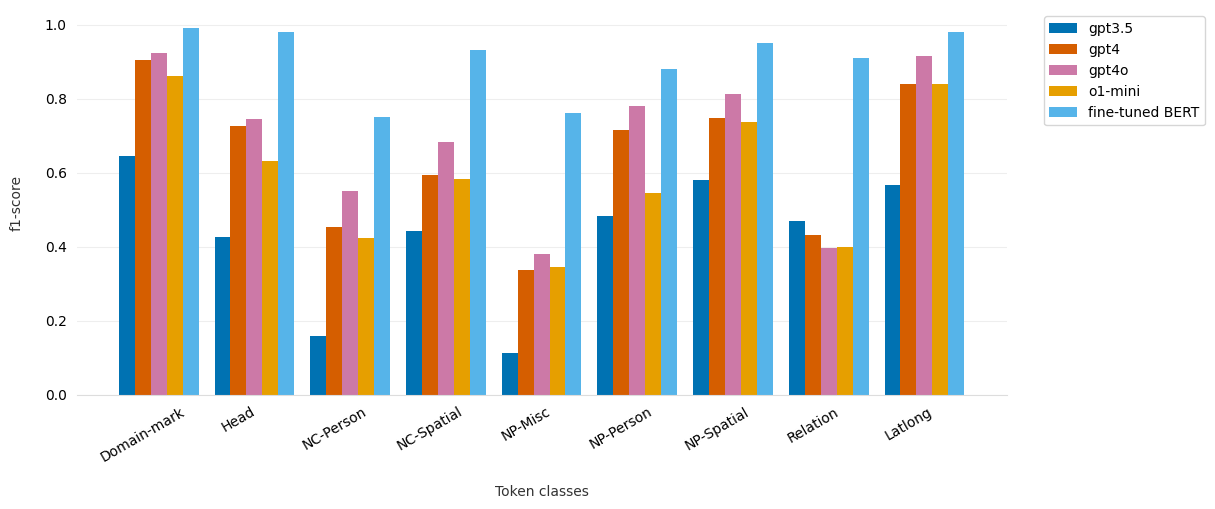 1.0
0.8
0.6
0.4
0.2
0.0
f1-score
Domain-mark
Head
NC-Person
NC-Spatial
NP-Misc
NP-Person
NP-Spatial
Relation
Latlong
Token classes
gpt3.5
gpt4
gpt4o
o1-mini
fine-tuned BERT